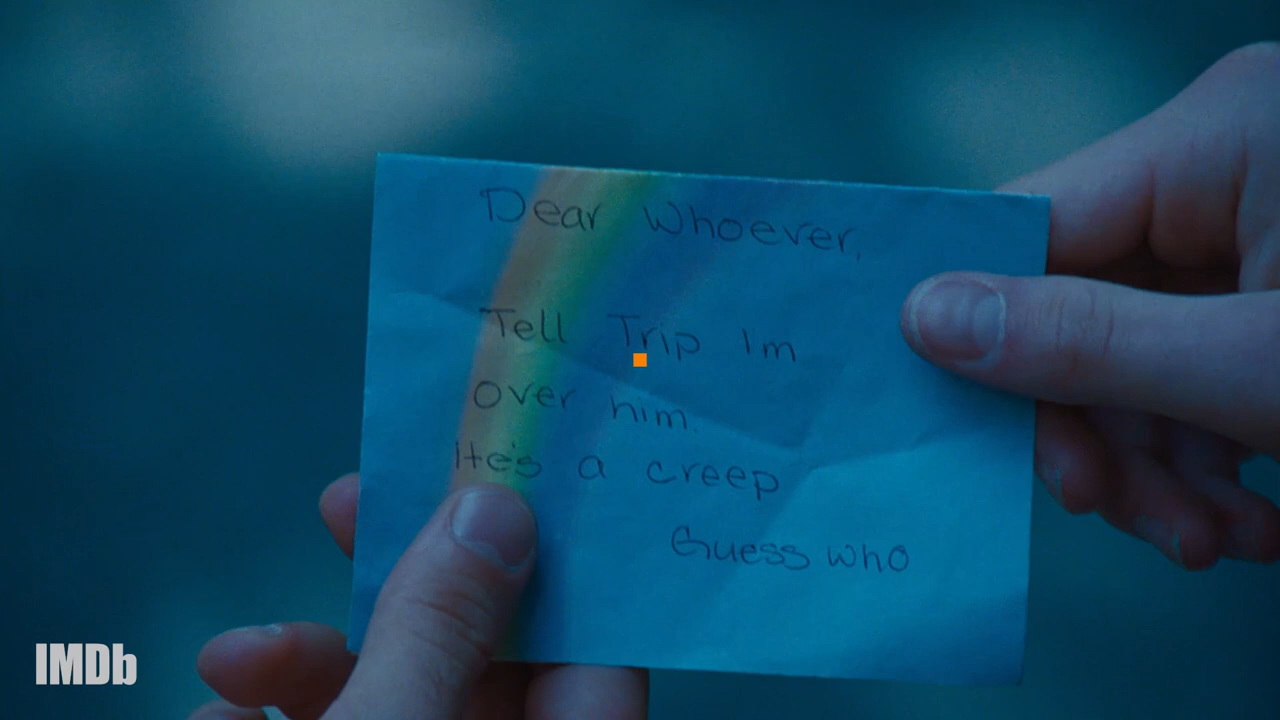 Dear Whoever,
Tell Trip I'm
over him.
He's a creep
Guess who
IMDb